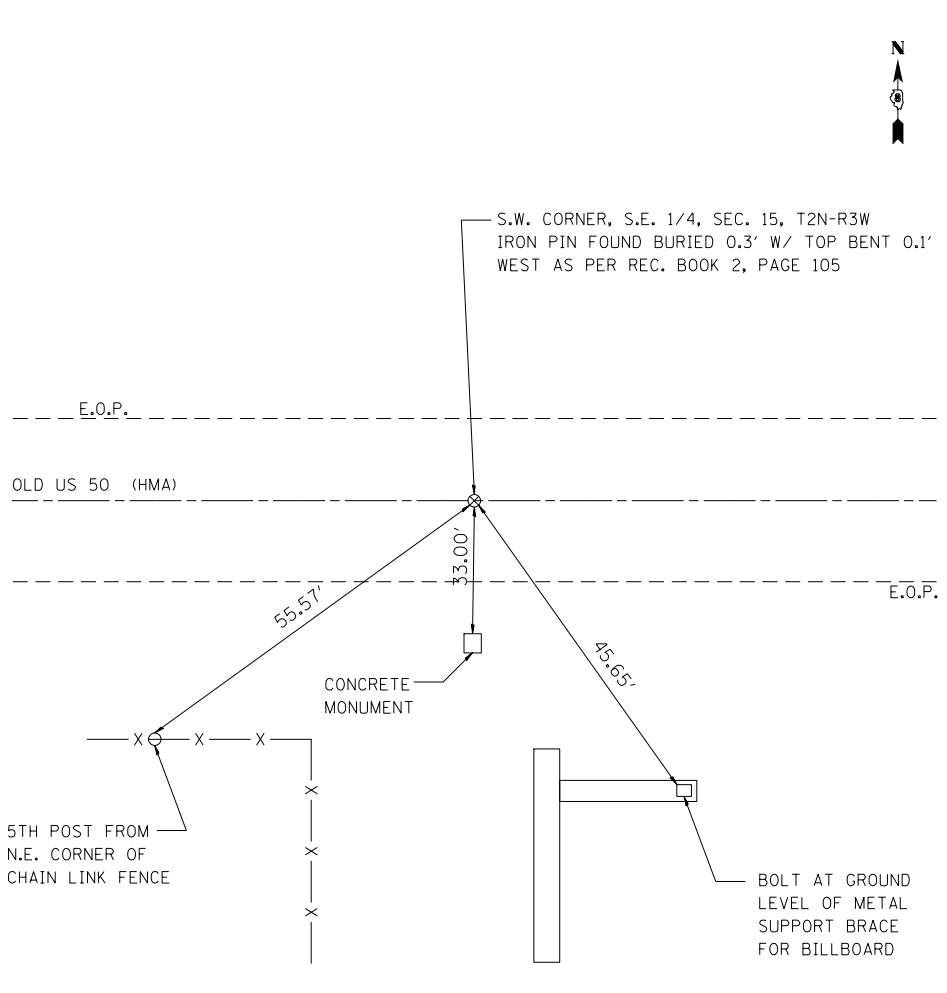 N
S.W. CORNER, S.E. 1/4, SEC. 15, T2N-R3W
IRON PIN FOUND BURIED 0.3' W/ TOP BENT 0.1'
WEST AS PER REC. BOOK 2, PAGE 105
E.O.P.
OLD US 50 (HMA)
33.00'
55.57'
E.O.P.
45.65'
CONCRETE
MONUMENT
X X X
X
X
X
5TH POST FROM
N.E. CORNER OF
CHAIN LINK FENCE
BOLT AT GROUND
LEVEL OF METAL
SUPPORT BRACE
FOR BILLBOARD